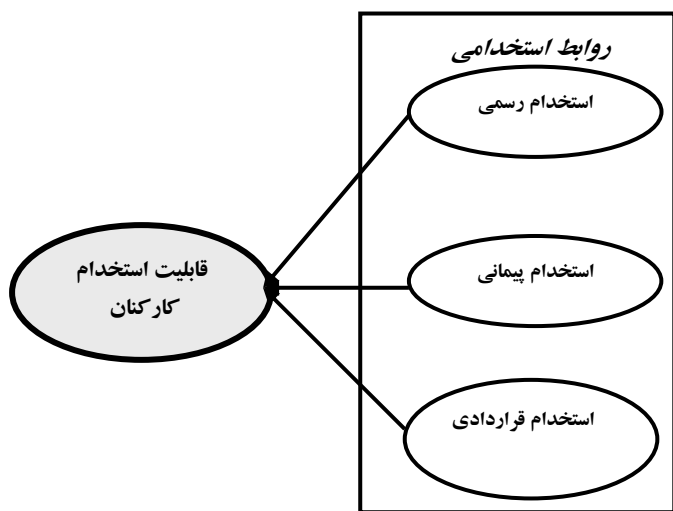 روابط استخدامی
استخدام رسمی
استخدام پیمانی
قابلیت استخدام
کارکنان
استخدام قراردادی